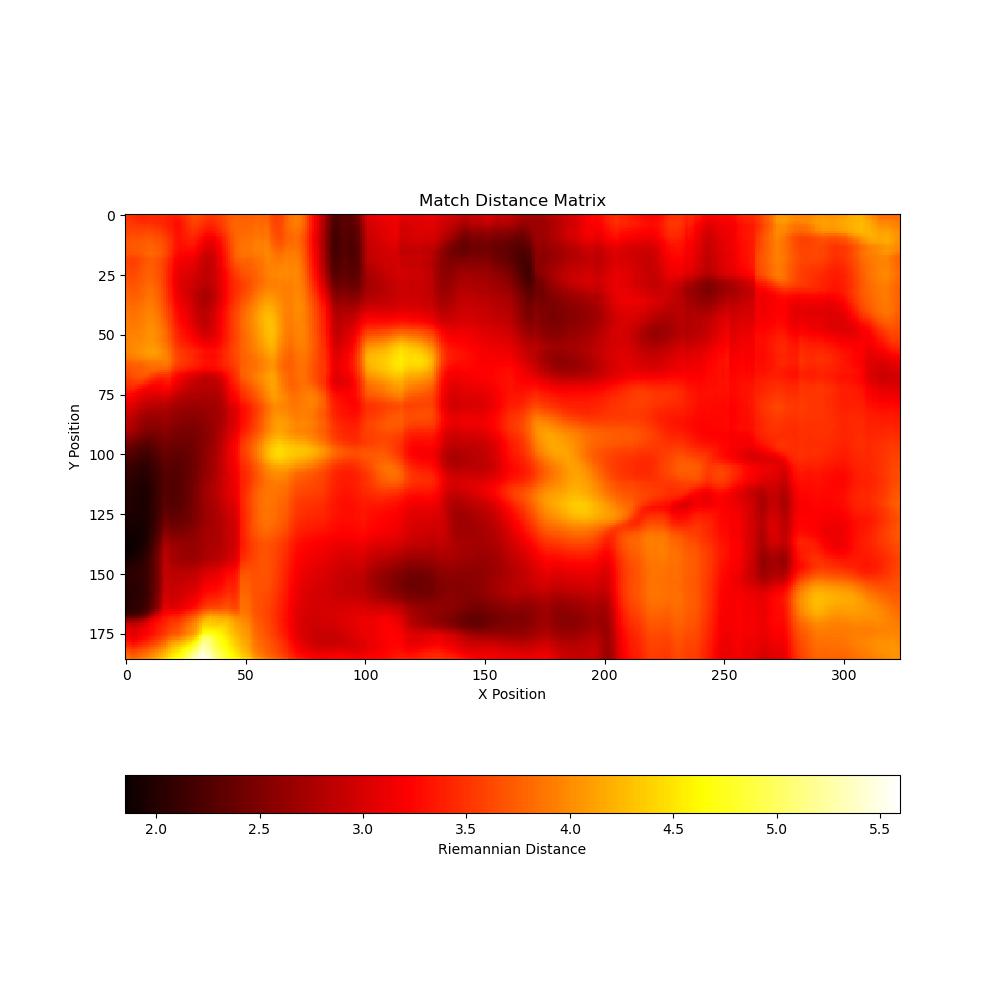 Match Distance Matrix
0
25
50
75
100
125
150
175
Y Position
0 50 100 150 200 250 300
X Position
2.0 2.5 3.0 3.5 4.0 4.5 5.0 5.5
Riemannian Distance